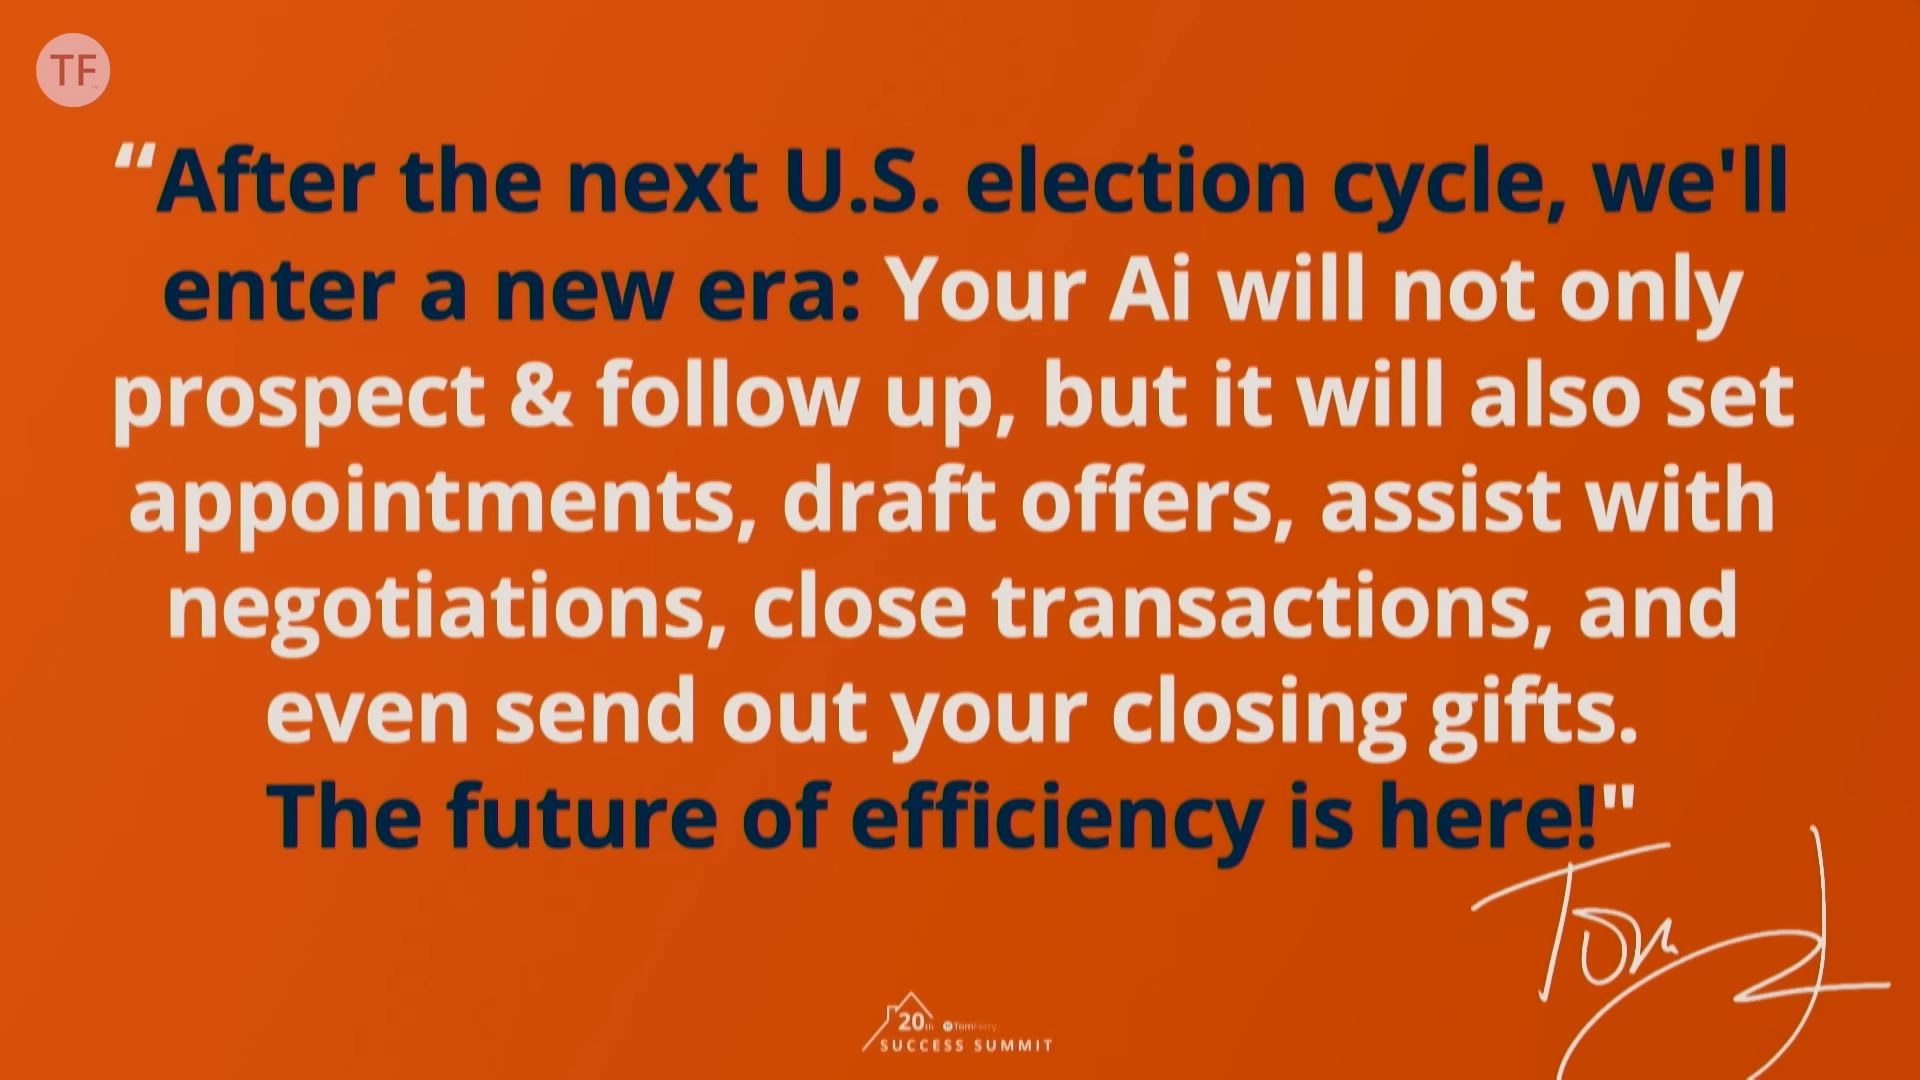 TF
“After the next U.S. election cycle, we'll
enter a new era: Your Ai will not only
prospect & follow up, but it will also set
appointments, draft offers, assist with
negotiations, close transactions, and
even send out your closing gifts.
The future of efficiency is here!"
Tom
20th TomFerry
SUCCESS SUMMIT